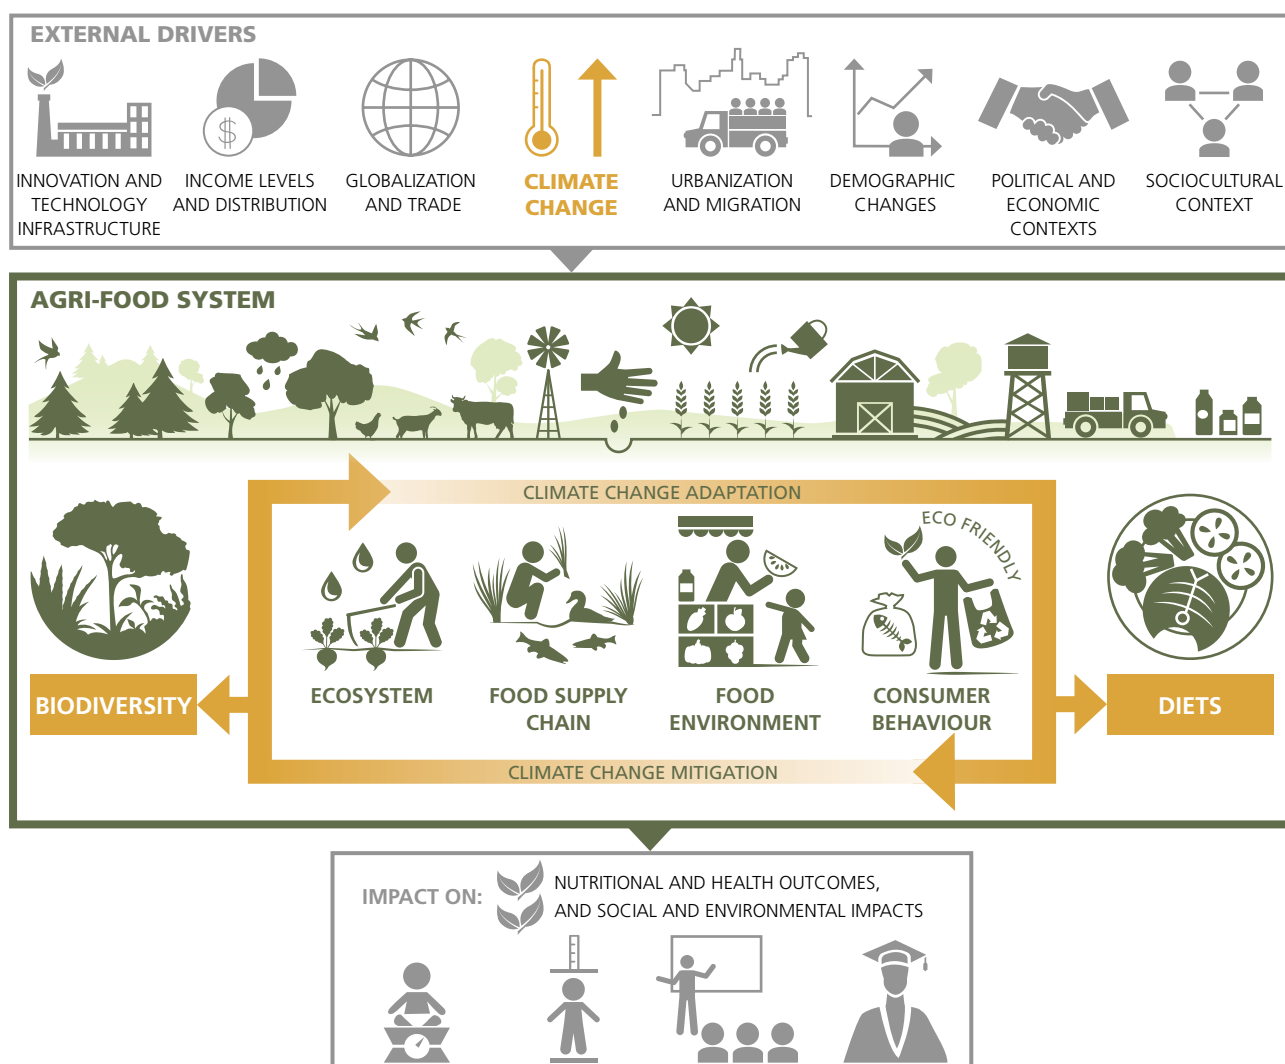 EXTERNAL DRIVERS
$
INNOVATION AND
TECHNOLOGY
INFRASTRUCTURE
INCOME LEVELS
AND DISTRIBUTION
GLOBALIZATION
AND TRADE
CLIMATE
CHANGE
URBANIZATION
AND MIGRATION
DEMOGRAPHIC
CHANGES
POLITICAL AND
ECONOMIC
CONTEXTS
SOCIOCULTURAL
CONTEXT
AGRI-FOOD SYSTEM
CLIMATE CHANGE ADAPTATION
ECO FRIENDLY
BIODIVERSITY
ECOSYSTEM
FOOD SUPPLY
CHAIN
FOOD
ENVIRONMENT
CONSUMER
BEHAVIOUR
DIETS
CLIMATE CHANGE MITIGATION
IMPACT ON:
NUTRITIONAL AND HEALTH OUTCOMES,
AND SOCIAL AND ENVIRONMENTAL IMPACTS